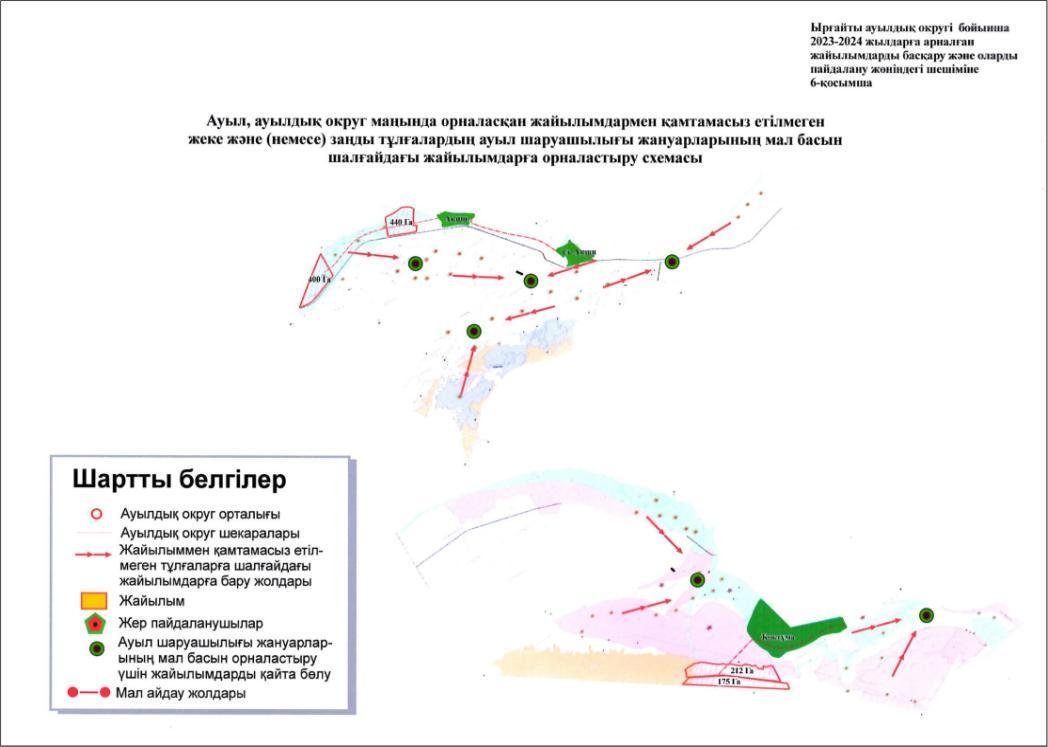 Ырғайты ауылдық округі бойынша
2023-2024 жылдарға арналған
жайылымдарды басқару және оларды
пайдалану жөніндегі шешіміне
6-қосымша
Ауыл, ауылдық округ маңында орналасқан жайылымдармен қамтамасыз етілмеген
жеке және (немесе) заңды тұлғалардың ауыл шаруашылығы жануарларының мал басын
шалғайдағы жайылымдарға орналастыру схемасы
440 Га
Акши
ст. Акши
400 Га
Шартты белгілер
Ауылдық округ орталығы
Ауылдық округ шекаралары
Жайылыммен қамтамасыз етіл-
меген тұлғаларға шалғайдағы
жайылымдарға бару жолдары
Жайылым
Жер пайдаланушылар
Ауыл шаруашылығы жануарлар-
ының мал басын орналастыру
үшін жайылымдарды қайта бөлу
Мал айдау жолдары
Коктума
212 Га
175 Га